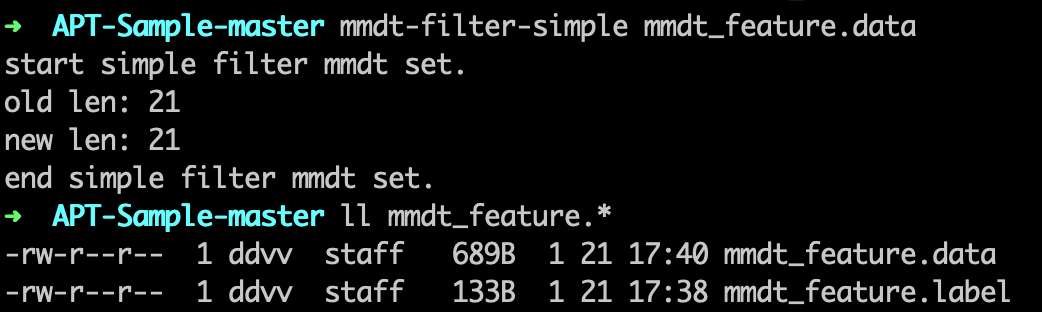 ➜ APT-Sample-master mmdt-filter-simple mmdt_feature.data
start simple filter mmdt set.
old len: 21
new len: 21
end simple filter mmdt set.
➜ APT-Sample-master ll mmdt_feature.*
-rw-r--r-- 1 ddvv staff 689B 1 21 17:40 mmdt_feature.data
-rw-r--r-- 1 ddvv staff 133B 1 21 17:38 mmdt_feature.label